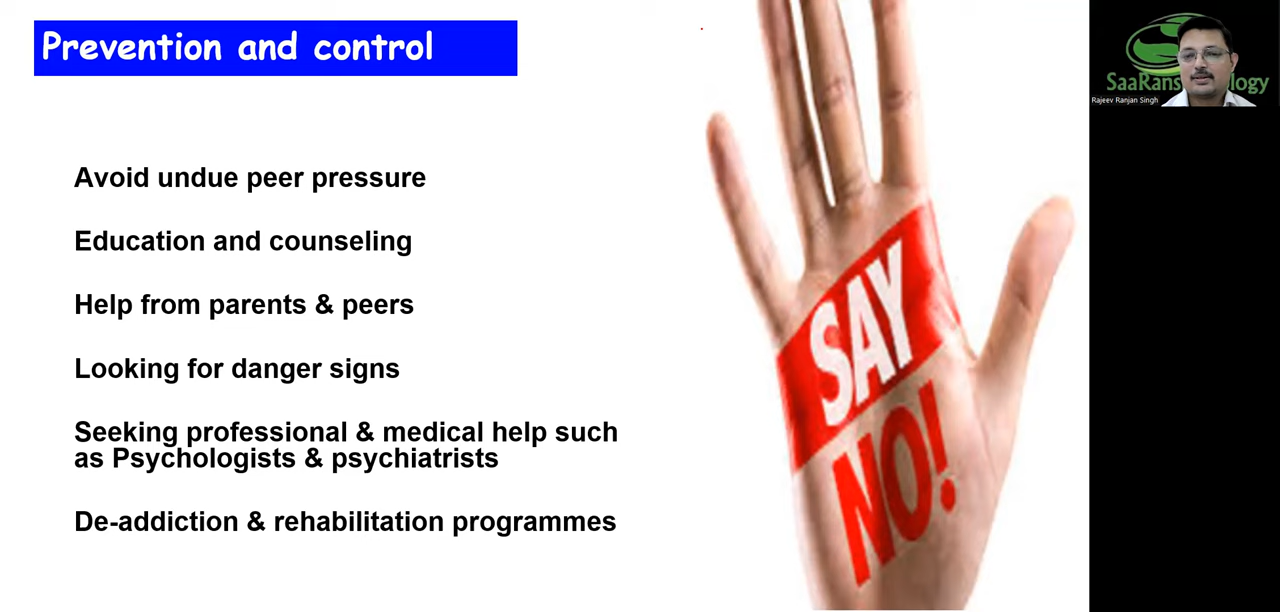 Prevention and control
Avoid undue peer pressure
Education and counseling
Help from parents & peers
Looking for danger signs
Seeking professional & medical help such
as Psychologists & psychiatrists
De-addiction & rehabilitation programmes
SAY
NO!
Rajeev Ranjan Singh